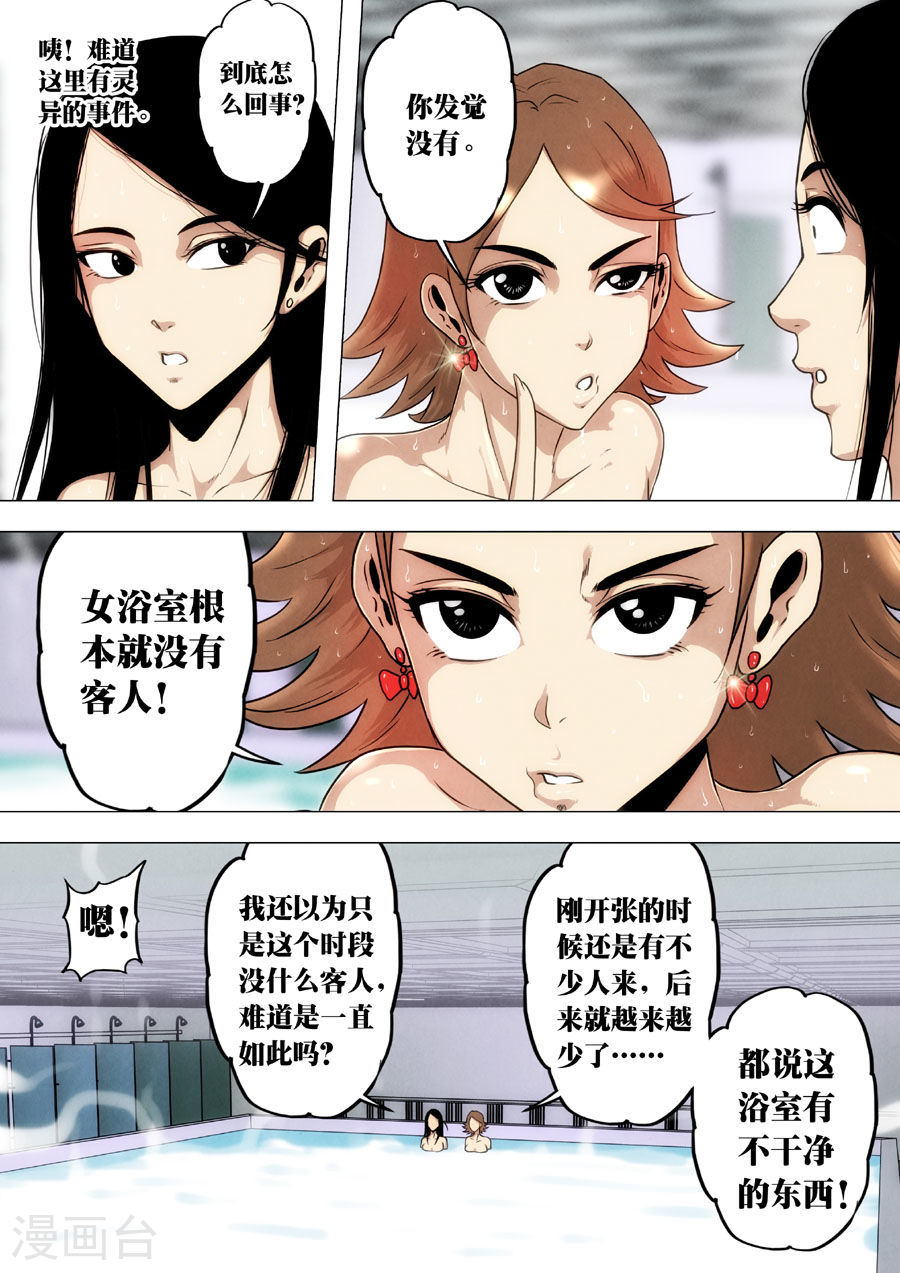 咦！难道
这里有灵
异的事件。
到底怎
么回事？
你发觉
没有。
女浴室根
本就没有
客人！
嗯！
我还以为只
是这个时段
没什么客人，
难道是一直
如此吗？
刚开张的时
候还是有不
少人来，后
来就越来越
少了……
都说这
浴室有
不干净
的东西！
漫画台